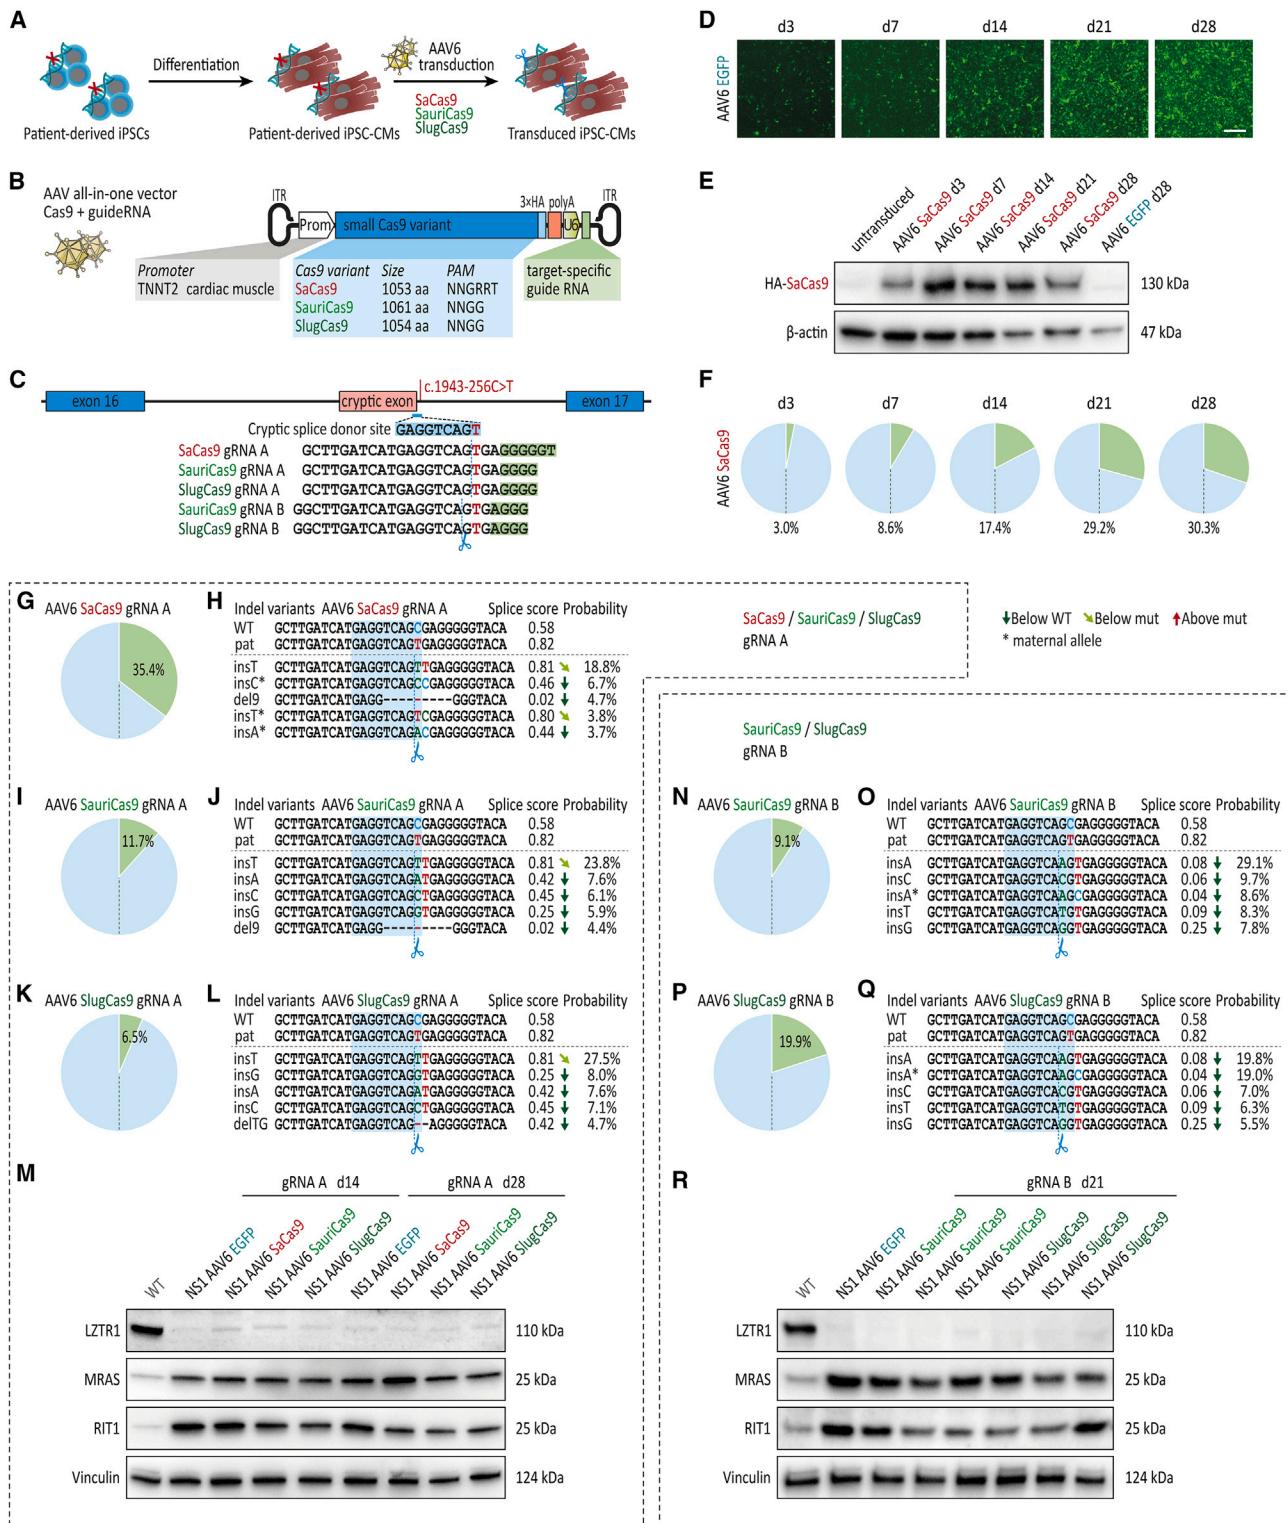 A
Differentiation
AAV6
transduction
SaCas9
SauriCas9
SlugCas9
Patient-derived iPSCs
Patient-derived iPSC-CMs
Transduced iPSC-CMs
B
AAV all-in-one vector
Cas9 + guideRNA
ITR
3×HA polyA
ITR
Prom
small Cas9 variant
U6
Promoter
TNNT2 cardiac muscle
Cas9 variant Size PAM
SaCas9 1053 aa NNGRRT
SauriCas9 1061 aa NNGG
SlugCas9 1054 aa NNGG
target-specific
guide RNA
C
c.1943-256C>T
exon 16
cryptic exon
exon 17
Cryptic splice donor site GAGGTCAGT
SaCas9 gRNA A GCTTGATCATGAGGTCAGTGAGGGGGT
SauriCas9 gRNA A GCTTGATCATGAGGTCAGTGAGGGG
SlugCas9 gRNA A GCTTGATCATGAGGTCAGTGAGGGG
SauriCas9 gRNA B GGCTTGATCATGAGGTCAGTGAGGG
SlugCas9 gRNA B GGCTTGATCATGAGGTCAGTGAGGG
D
d3 d7 d14 d21 d28
AAV6 EGFP
E
untransduced
AAV6 SaCas9 d3
AAV6 SaCas9 d7
AAV6 SaCas9 d14
AAV6 SaCas9 d21
AAV6 SaCas9 d28
AAV6 EGFP d28
HA-SaCas9 130 kDa
β-actin 47 kDa
F
d3 d7 d14 d21 d28
AAV6 SaCas9
3.0% 8.6% 17.4% 29.2% 30.3%
G
AAV6 SaCas9 gRNA A
35.4%
H
Indel variants AAV6 SaCas9 gRNA A Splice score Probability
WT GCTTGATCATGAGGTCAGCGAGGGGGTACA 0.58
pat GCTTGATCATGAGGTCAGTGAGGGGGTACA 0.82
insT GCTTGATCATGAGGTCAGTTGAGGGGGTACA 0.81 18.8%
insC* GCTTGATCATGAGGTCAGCCGAGGGGGTACA 0.46 6.7%
del9 GCTTGATCATGAGG---------GGGTACA 0.02 4.7%
insT* GCTTGATCATGAGGTCAGTCGAGGGGGTACA 0.80 3.8%
insA* GCTTGATCATGAGGTCAGACGAGGGGGTACA 0.44 3.7%
SaCas9 / SauriCas9 / SlugCas9
gRNA A
Below WT Below mut Above mut
* maternal allele
I
AAV6 SauriCas9 gRNA A
11.7%
J
Indel variants AAV6 SauriCas9 gRNA A Splice score Probability
WT GCTTGATCATGAGGTCAGCGAGGGGGTACA 0.58
pat GCTTGATCATGAGGTCAGTGAGGGGGTACA 0.82
insT GCTTGATCATGAGGTCAGTTGAGGGGGTACA 0.81 23.8%
insA GCTTGATCATGAGGTCAGATGAGGGGGTACA 0.42 7.6%
insC GCTTGATCATGAGGTCAGCTGAGGGGGTACA 0.45 6.1%
insG GCTTGATCATGAGGTCAGGTGAGGGGGTACA 0.25 5.9%
del9 GCTTGATCATGAGG---------GGGTACA 0.02 4.4%
K
AAV6 SlugCas9 gRNA A
6.5%
L
Indel variants AAV6 SlugCas9 gRNA A Splice score Probability
WT GCTTGATCATGAGGTCAGCGAGGGGGTACA 0.58
pat GCTTGATCATGAGGTCAGTGAGGGGGTACA 0.82
insT GCTTGATCATGAGGTCAGTTGAGGGGGTACA 0.81 27.5%
insG GCTTGATCATGAGGTCAGGTGAGGGGGTACA 0.25 8.0%
insA GCTTGATCATGAGGTCAGATGAGGGGGTACA 0.42 7.6%
insC GCTTGATCATGAGGTCAGCTGAGGGGGTACA 0.45 7.1%
delTG GCTTGATCATGAGGTCAG--AGGGGGTACA 0.42 4.7%
M
gRNA A d14 gRNA A d28
WT
NS1 AAV6 EGFP
NS1 AAV6 SaCas9
NS1 AAV6 SauriCas9
NS1 AAV6 SlugCas9
NS1 AAV6 EGFP
NS1 AAV6 SaCas9
NS1 AAV6 SauriCas9
NS1 AAV6 SlugCas9
LZTR1 110 kDa
MRAS 25 kDa
RIT1 25 kDa
Vinculin 124 kDa
SauriCas9 / SlugCas9
gRNA B
N
AAV6 SauriCas9 gRNA B
9.1%
O
Indel variants AAV6 SauriCas9 gRNA B Splice score Probability
WT GCTTGATCATGAGGTCAGCGAGGGGGTACA 0.58
pat GCTTGATCATGAGGTCAGTGAGGGGGTACA 0.82
insA GCTTGATCATGAGGTCAAGTGAGGGGGTACA 0.08 29.1%
insC GCTTGATCATGAGGTCACGTGAGGGGGTACA 0.06 9.7%
insA* GCTTGATCATGAGGTCAAGCGAGGGGGTACA 0.04 8.6%
insT GCTTGATCATGAGGTCATGTGAGGGGGTACA 0.09 8.3%
insG GCTTGATCATGAGGTCAGGTGAGGGGGTACA 0.25 7.8%
P
AAV6 SlugCas9 gRNA B
19.9%
Q
Indel variants AAV6 SlugCas9 gRNA B Splice score Probability
WT GCTTGATCATGAGGTCAGCGAGGGGGTACA 0.58
pat GCTTGATCATGAGGTCAGTGAGGGGGTACA 0.82
insA GCTTGATCATGAGGTCAAGTGAGGGGGTACA 0.08 19.8%
insA* GCTTGATCATGAGGTCAAGCGAGGGGGTACA 0.04 19.0%
insC GCTTGATCATGAGGTCACGTGAGGGGGTACA 0.06 7.0%
insT GCTTGATCATGAGGTCATGTGAGGGGGTACA 0.09 6.3%
insG GCTTGATCATGAGGTCAGGTGAGGGGGTACA 0.25 5.5%
R
gRNA B d21
WT
NS1 AAV6 EGFP
NS1 AAV6 SauriCas9
NS1 AAV6 SauriCas9
NS1 AAV6 SauriCas9
NS1 AAV6 SlugCas9
NS1 AAV6 SlugCas9
NS1 AAV6 SlugCas9
LZTR1 110 kDa
MRAS 25 kDa
RIT1 25 kDa
Vinculin 124 kDa